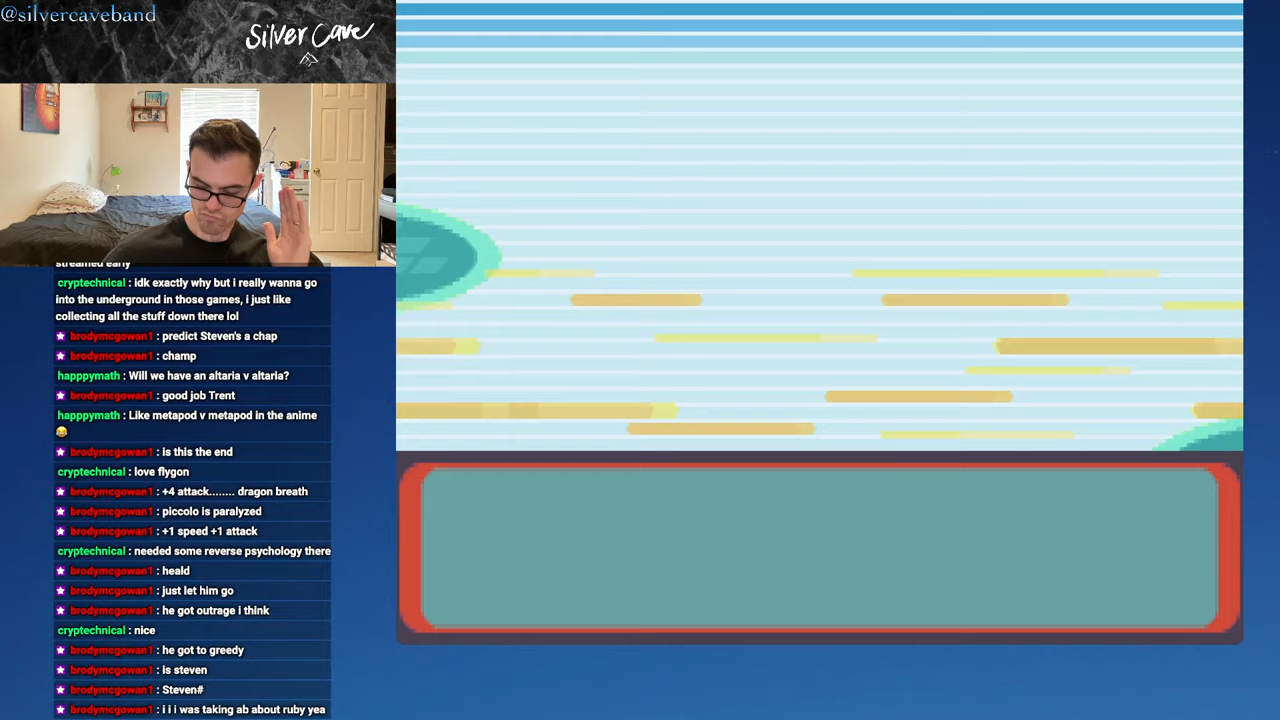 @silvercaveband
Silver Cave
streamed early
cryptechnical : idk exactly why but i really wanna go
into the underground in those games, i just like
collecting all the stuff down there lol
brodymcgowan1 : predict Steven's a chap
brodymcgowan1 : champ
happpymath : Will we have an altaria v altaria?
brodymcgowan1 : good job Trent
happpymath : Like metapod v metapod in the anime
😂
brodymcgowan1 : is this the end
cryptechnical : love flygon
brodymcgowan1 : +4 attack........ dragon breath
brodymcgowan1 : piccolo is paralyzed
brodymcgowan1 : +1 speed +1 attack
cryptechnical : needed some reverse psychology there
brodymcgowan1 : heald
brodymcgowan1 : just let him go
brodymcgowan1 : he got outrage i think
cryptechnical : nice
brodymcgowan1 : he got to greedy
brodymcgowan1 : is steven
brodymcgowan1 : Steven#
brodymcgowan1 : i i i was taking ab about ruby yea